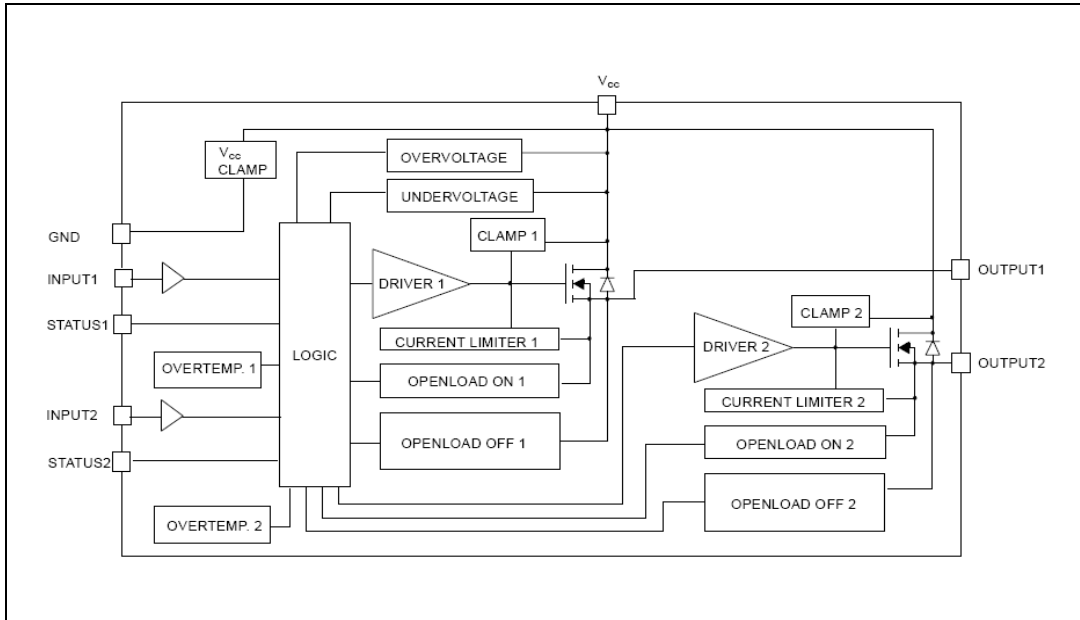 Vcc
Vcc
CLAMP
OVERVOLTAGE
UNDERVOLTAGE
GND
CLAMP 1
INPUT1
DRIVER 1
OUTPUT1
STATUS1
CLAMP 2
LOGIC
CURRENT LIMITER 1
DRIVER 2
OVERTEMP. 1
OPENLOAD ON 1
OUTPUT2
CURRENT LIMITER 2
INPUT2
OPENLOAD OFF 1
OPENLOAD ON 2
STATUS2
OPENLOAD OFF 2
OVERTEMP. 2